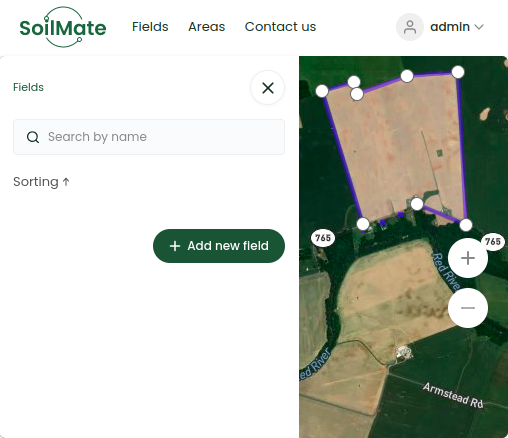 SoilMate
Fields
Areas
Contact us
admin
Fields
Search by name
Sorting ↑
+ Add new field
765
765
Red River
Red River
Armstead Rd